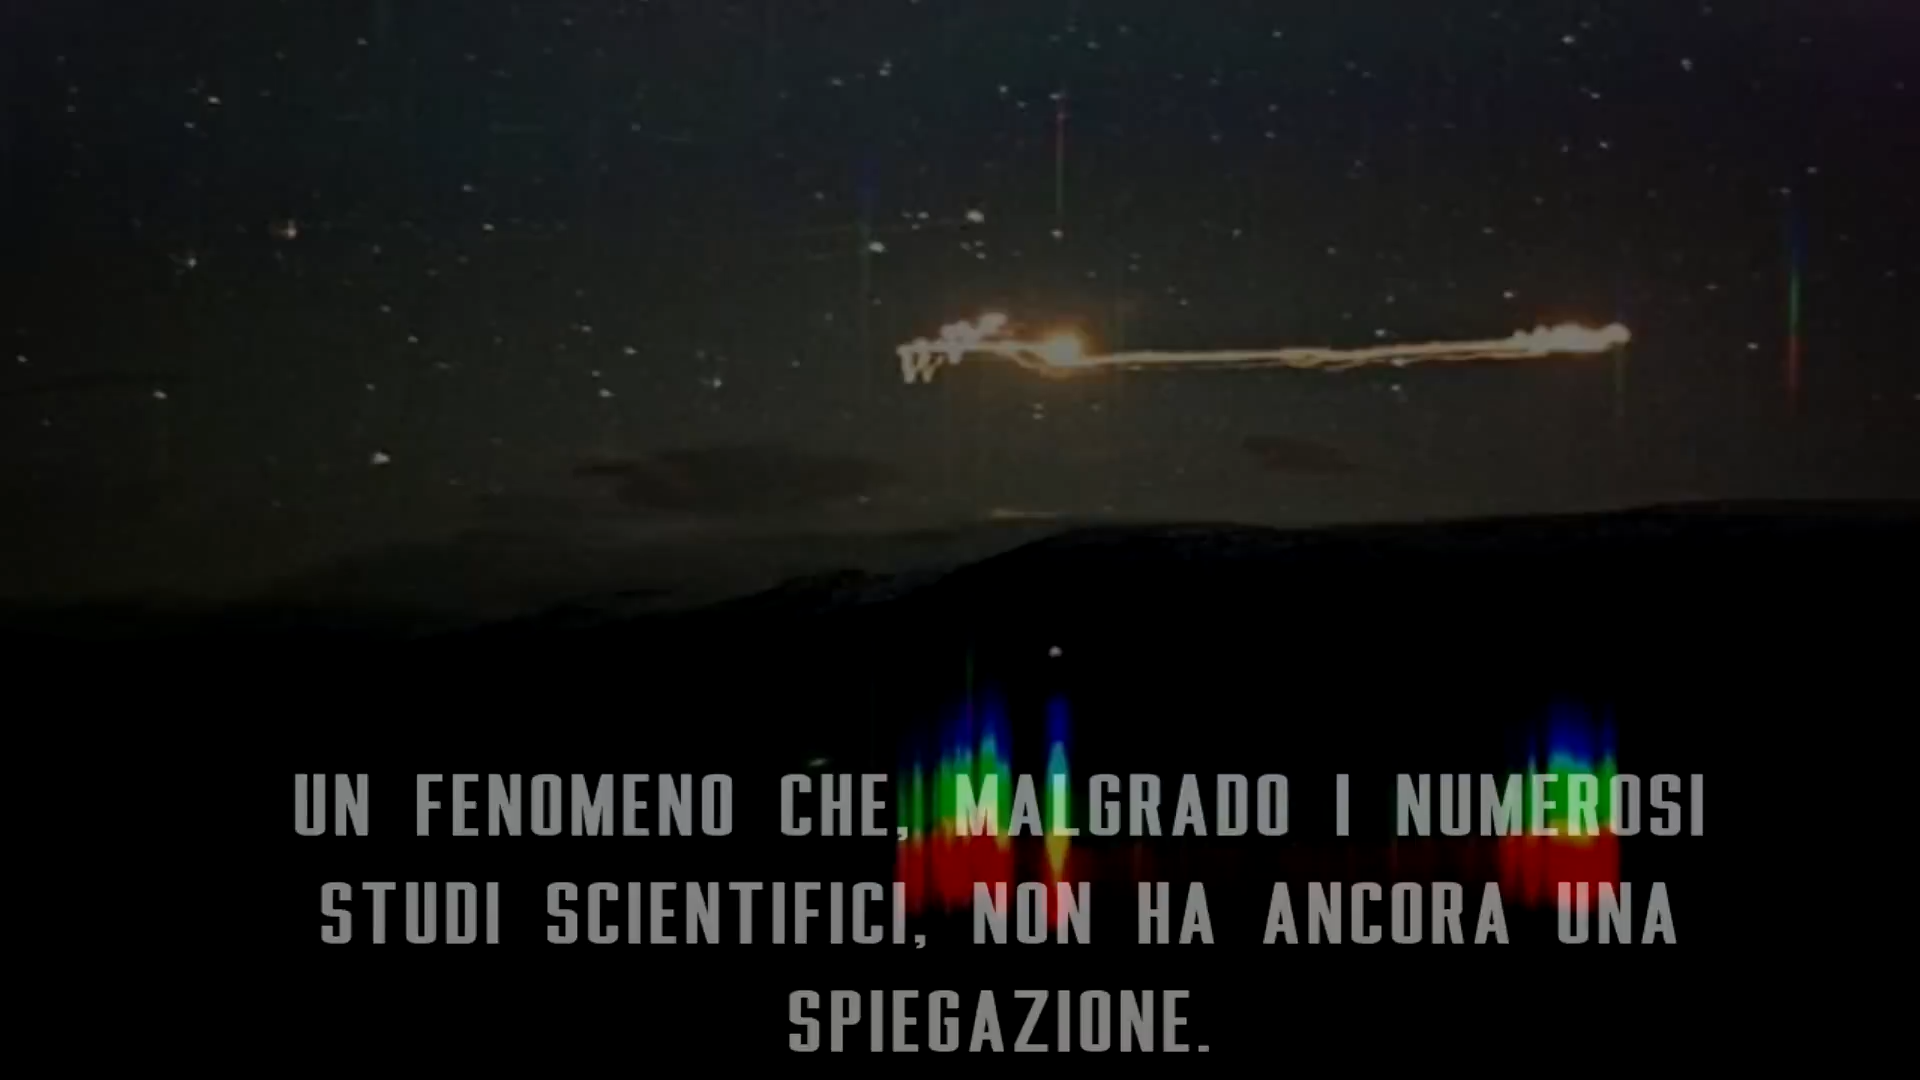 UN FENOMENO CHE, MALGRADO I NUMEROSI
STUDI SCIENTIFICI, NON HA ANCORA UNA
SPIEGAZIONE.